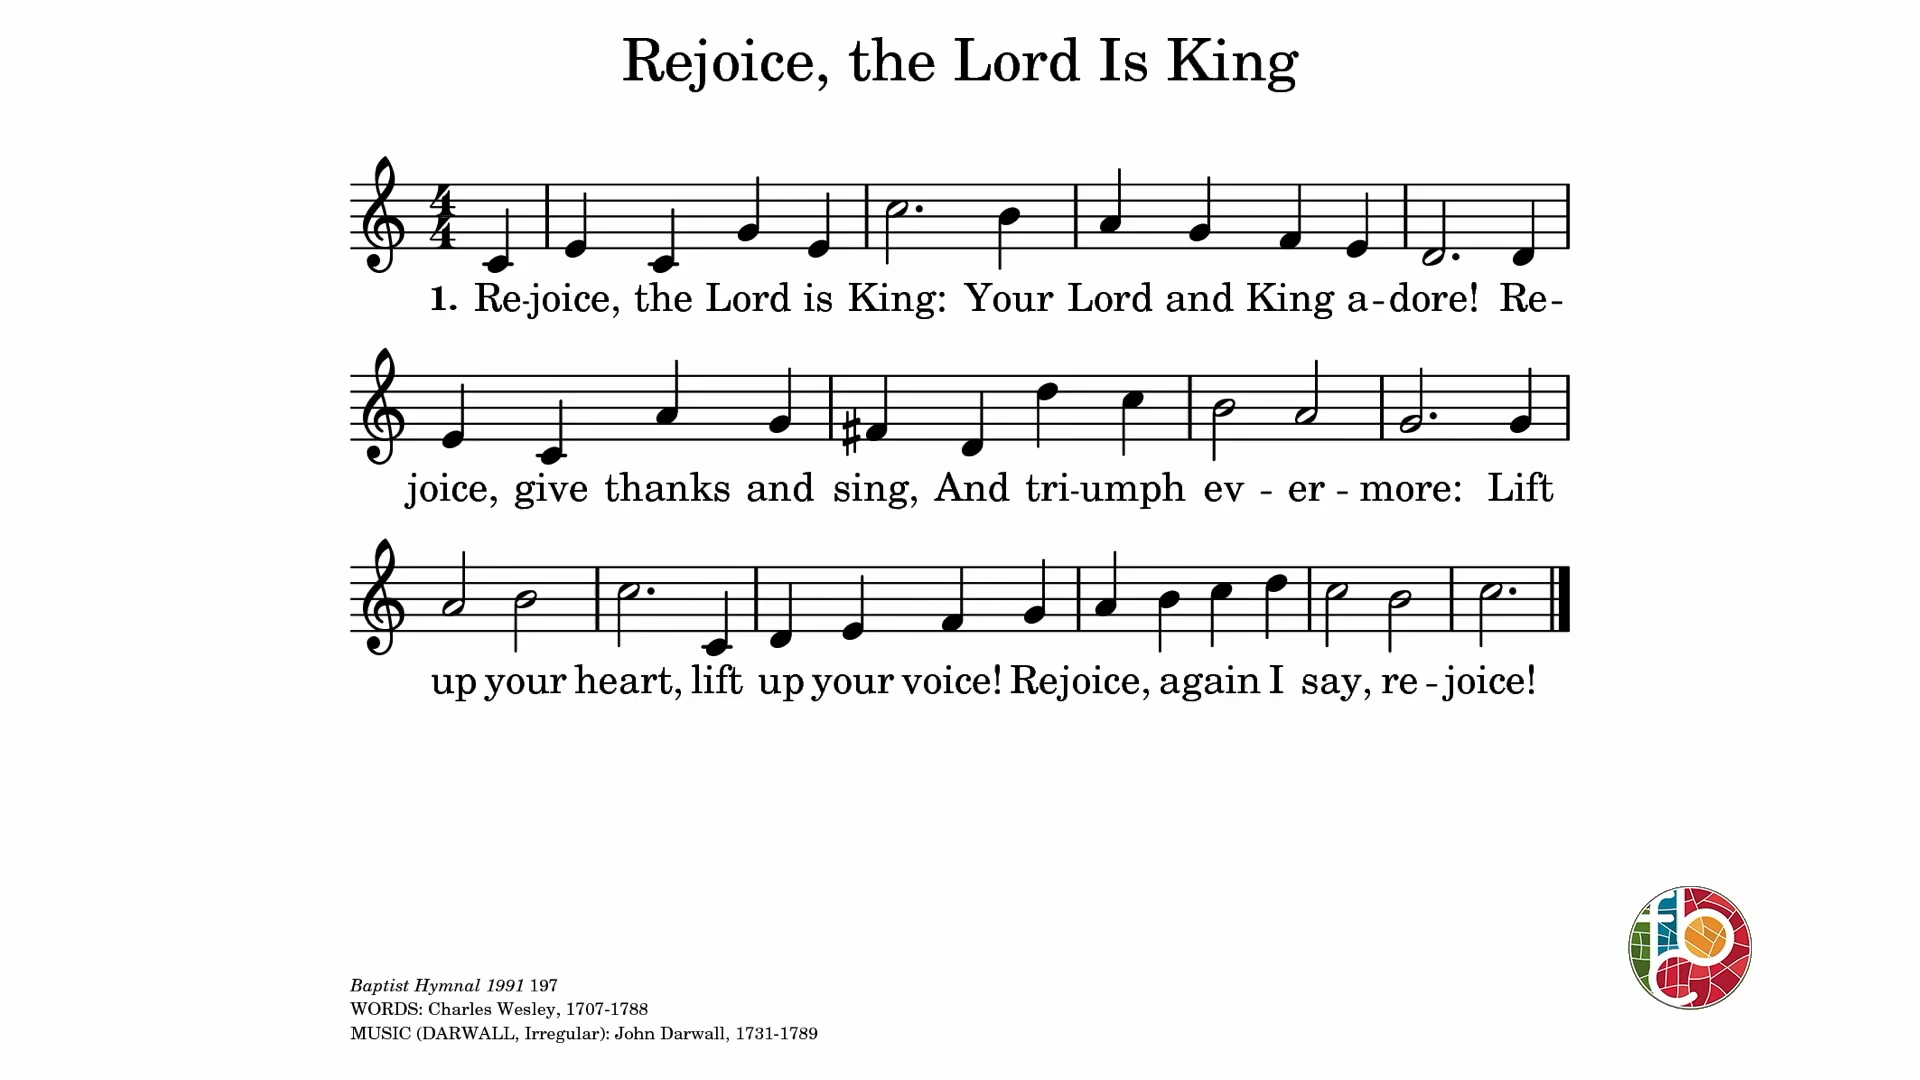 Rejoice, the Lord Is King
4
4
1. Re-joice, the Lord is King: Your Lord and King a-dore! Re-
joice, give thanks and sing, And tri-umph ev - er - more: Lift
up your heart, lift up your voice! Rejoice, again I say, re - joice!
fbc
Baptist Hymnal 1991 197
WORDS: Charles Wesley, 1707-1788
MUSIC (DARWALL, Irregular): John Darwall, 1731-1789